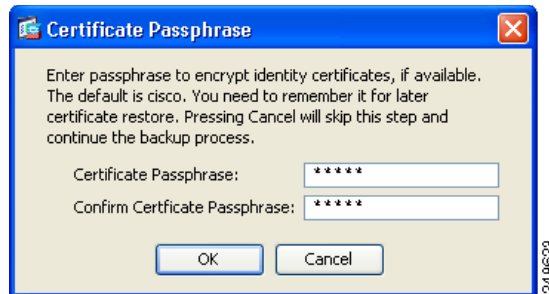 Certificate Passphrase
Enter passphrase to encrypt identity certificates, if available.
The default is cisco. You need to remember it for later
certificate restore. Pressing Cancel will skip this step and
continue the backup process.
Certificate Passphrase: *****
Confirm Certficate Passphrase: *****
OK Cancel